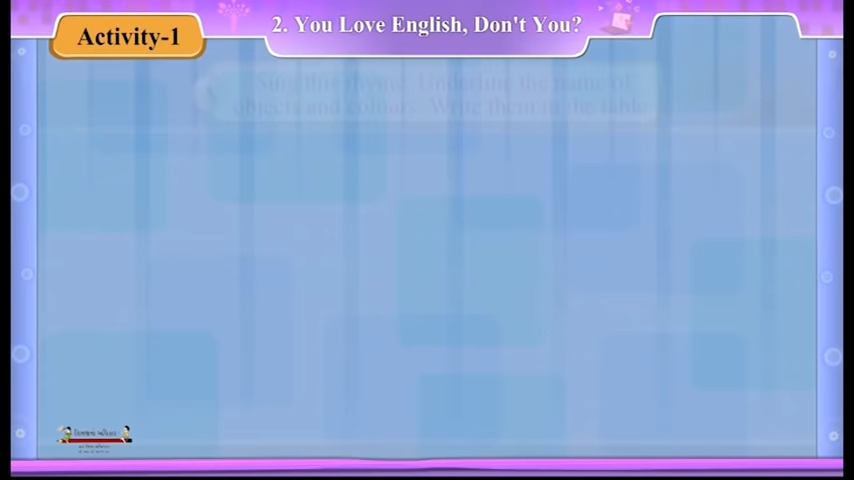 Activity-1
2. You Love English, Don't You?
Sing this rhyme. Underline the name of
objects and colour. Write them in the table